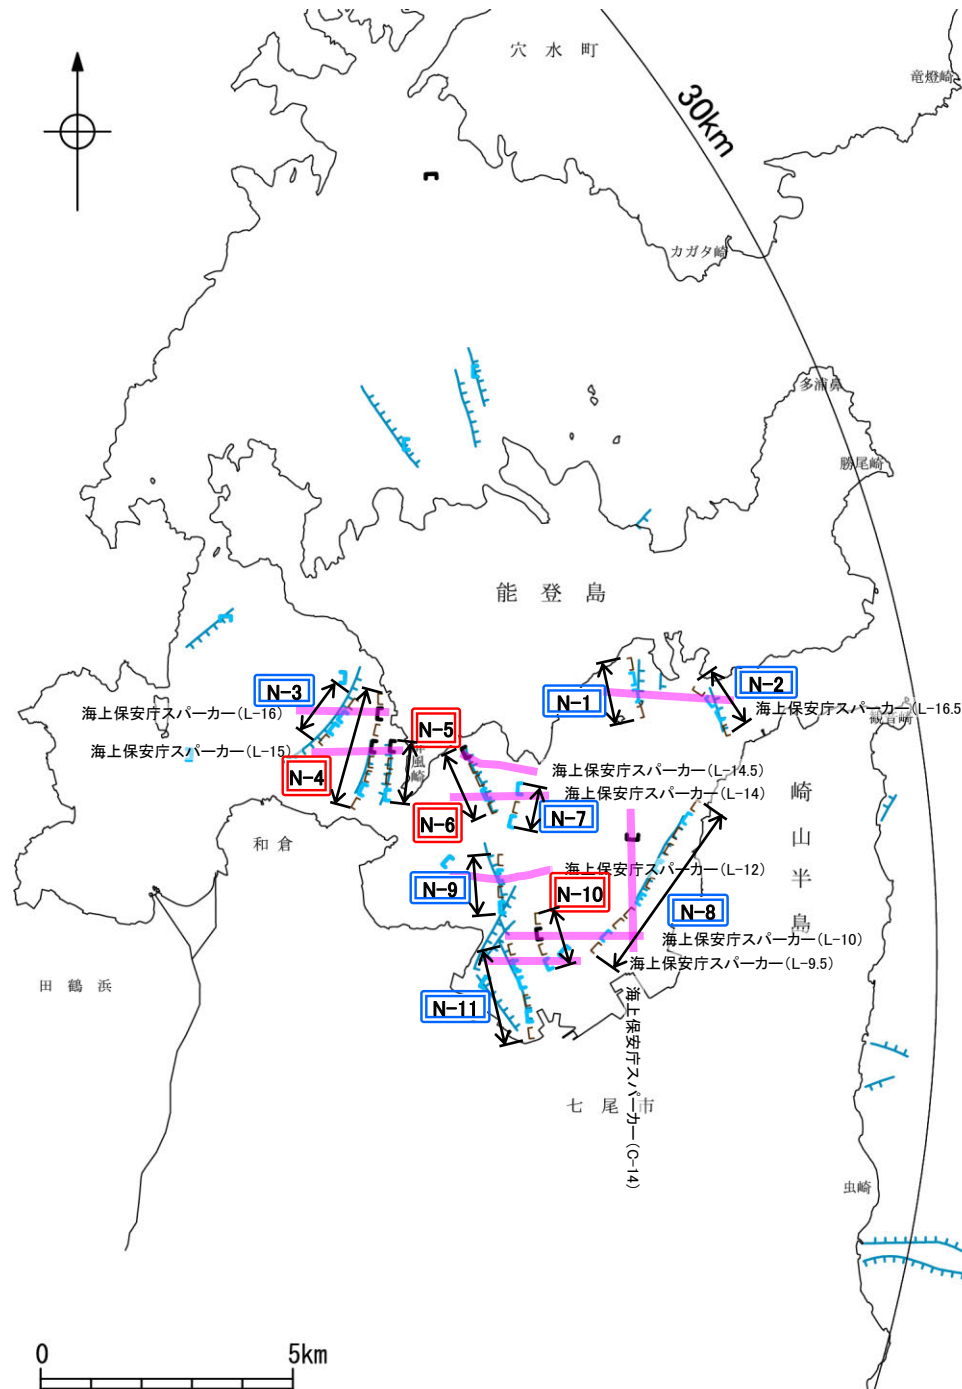 穴水町
竜燈崎
30km
カガタ崎
多浦鼻
勝尾崎
能登島
N-3
N-1
N-2
海上保安庁スパーカー(L-16)
海上保安庁スパーカー(L-16.5
観音崎
N-5
海上保安庁スパーカー(L-15)
屏風崎
海上保安庁スパーカー(L-14.5)
N-4
海上保安庁スパーカー(L-14)
崎山半島
N-6
N-7
和倉
海上保安庁スパーカー(L-12)
N-9
N-10
N-8
海上保安庁スパーカー(L-10)
海上保安庁スパーカー(L-9.5)
田鶴浜
N-11
海上保安庁スパーカー(C-14)
七尾市
虫崎
0 5km